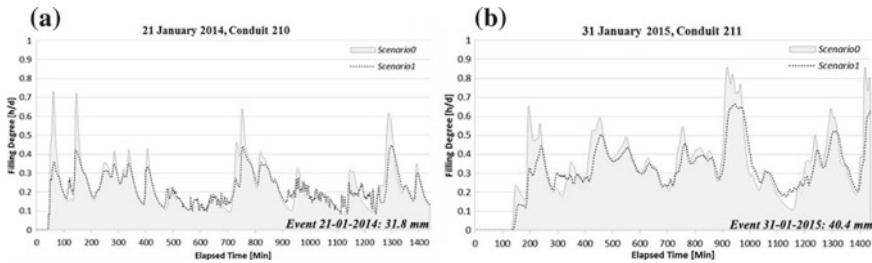 (a)
21 January 2014, Conduit 210
Filling Degree [h/d]
1
0.9
0.8
0.7
0.6
0.5
0.4
0.3
0.2
0.1
0
Scenario0
Scenario1
Event 21-01-2014: 31.8 mm
0 100 200 300 400 500 600 700 800 900 1000 1100 1200 1300 1400
Elapsed Time [Min]
(b)
31 January 2015, Conduit 211
Filling Degree [h/d]
1
0.9
0.8
0.7
0.6
0.5
0.4
0.3
0.2
0.1
0
Scenario0
Scenario1
Event 31-01-2015: 40.4 mm
0 100 200 300 400 500 600 700 800 900 1000 1100 1200 1300 1400
Elapsed Time [Min]